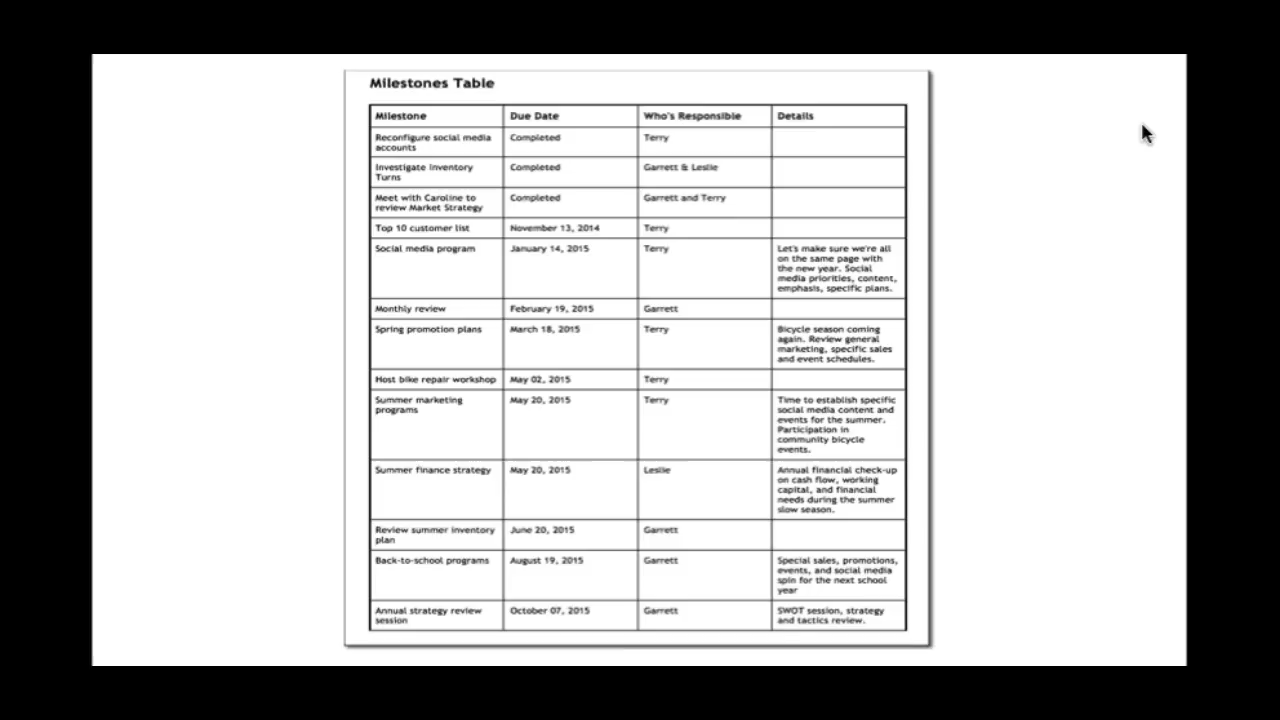 Milestones Table
Milestone Due Date Who's Responsible Details
Reconfigure social media Completed Terry
accounts
Investigate Inventory Completed Garrett & Leslie
Turns
Meet with Caroline to Completed Garrett and Terry
review Market Strategy
Top 10 customer list November 13, 2014 Terry
Social media program January 14, 2015 Terry Let's make sure we're all
on the same page with
the new year. Social
media priorities, content,
emphasis, specific plans.
Monthly review February 19, 2015 Garrett
Spring promotion plans March 18, 2015 Terry Bicycle season coming
again. Review general
marketing, specific sales
and event schedules.
Host bike repair workshop May 02, 2015 Terry
Summer marketing May 20, 2015 Terry Time to establish specific
programs social media content and
events for the summer.
Participation in
community bicycle
events.
Summer finance strategy May 20, 2015 Leslie Annual financial check-up
on cash flow, working
capital, and financial
needs during the summer
slow season.
Review summer inventory June 20, 2015 Garrett
plan
Back-to-school programs August 19, 2015 Garrett Special sales, promotions,
events, and social media
spin for the next school
year
Annual strategy review October 07, 2015 Garrett SWOT session, strategy
session and tactics review.